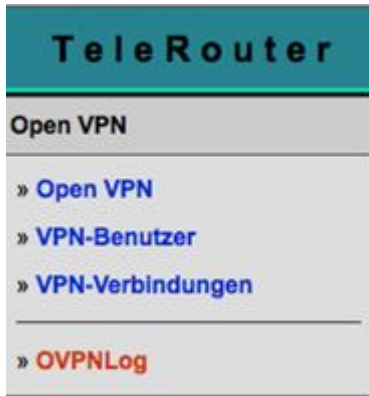 TeleRouter
Open VPN
» Open VPN
» VPN-Benutzer
» VPN-Verbindungen
» OVPNLog